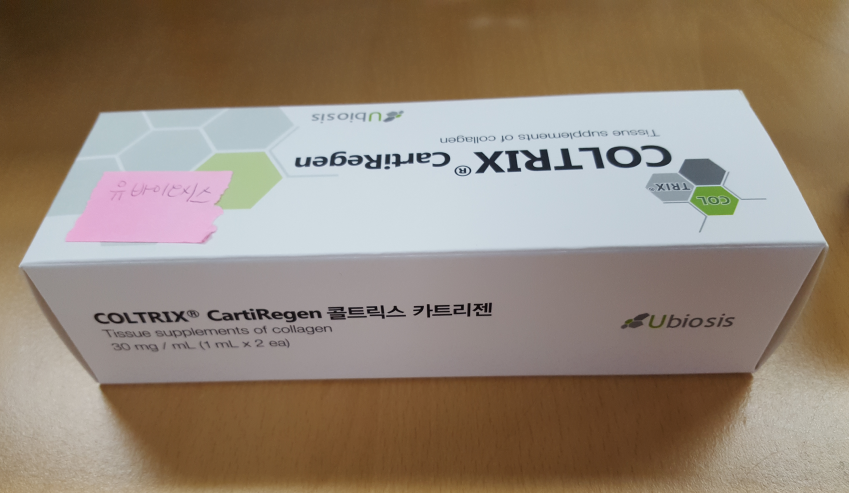 Ubiosis
Tissue supplements of collagen
COLTRIX® CartiRegen
COL
TRIX®
유바이오시스
COLTRIX® CartiRegen 콜트릭스 카트리젠
Tissue supplements of collagen
30 mg / mL (1 mL x 2 ea)
Ubiosis